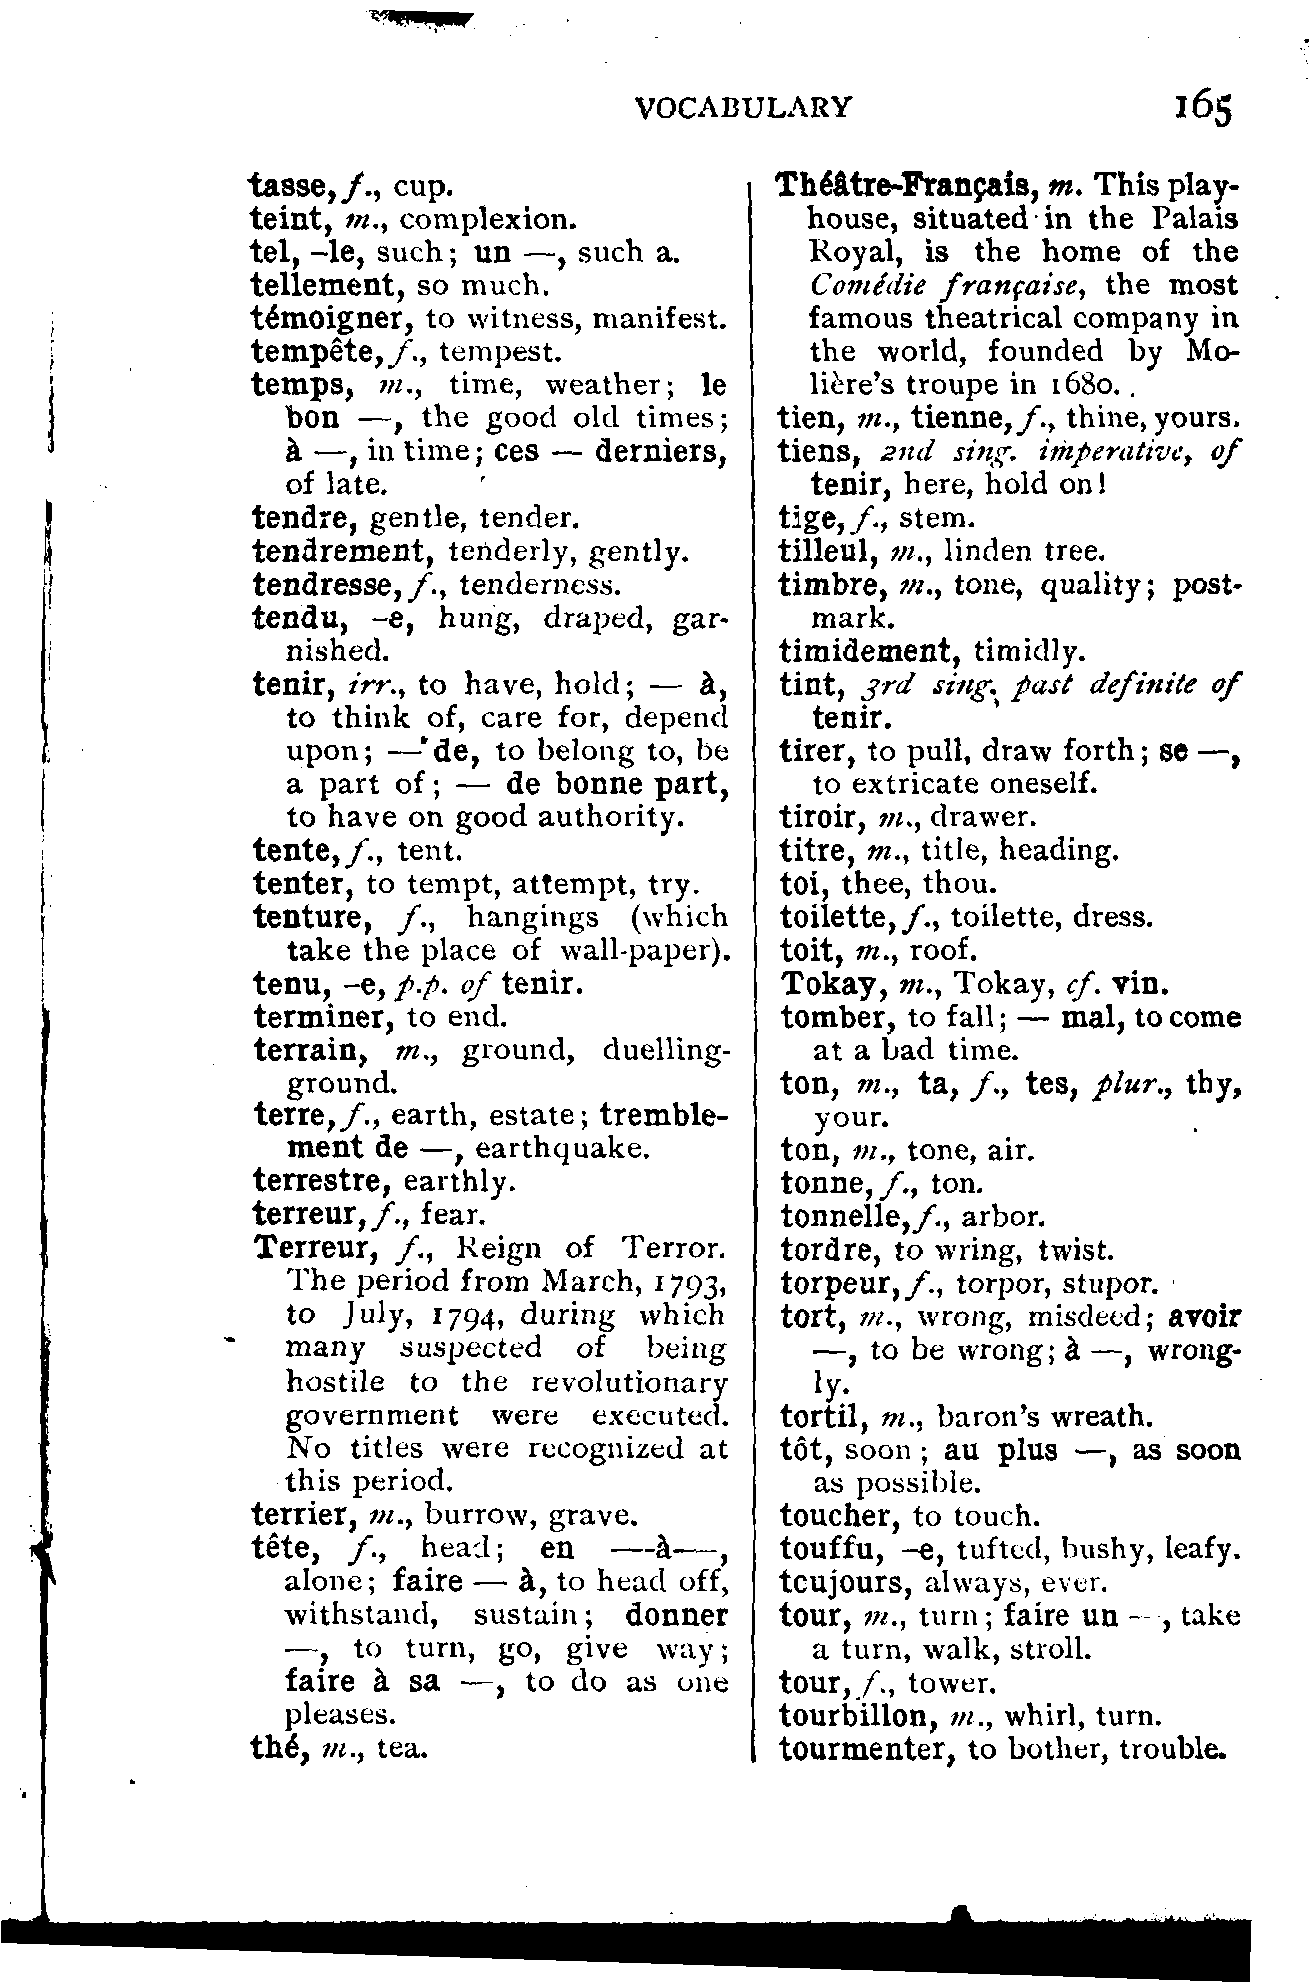 VOCABULARY 165
tasse, f., cup.
teint, m., complexion.
tel, –le, such; un —, such a.
tellement, so much.
témoigner, to witness, manifest.
tempête, f., tempest.
temps, m., time, weather; le
bon —, the good old times;
à —, in time; ces — derniers,
of late.
tendre, gentle, tender.
tendrement, tenderly, gently.
tendresse, f., tenderness.
tendu, –e, hung, draped, gar-
nished.
tenir, irr., to have, hold; — à,
to think of, care for, depend
upon; — de, to belong to, be
a part of; — de bonne part,
to have on good authority.
tente, f., tent.
tenter, to tempt, attempt, try.
tenture, f., hangings (which
take the place of wall-paper).
tenu, –e, p.p. of tenir.
terminer, to end.
terrain, m., ground, duelling-
ground.
terre, f., earth, estate; tremble-
ment de —, earthquake.
terrestre, earthly.
terreur, f., fear.
Terreur, f., Reign of Terror.
The period from March, 1793,
to July, 1794, during which
many suspected of being
hostile to the revolutionary
government were executed.
No titles were recognized at
this period.
terrier, m., burrow, grave.
tête, f., head; en —-à-—,
alone; faire — à, to head off,
withstand, sustain; donner
—, to turn, go, give way;
faire à sa —, to do as one
pleases.
thé, m., tea.
Théâtre-Français, m. This play-
house, situated in the Palais
Royal, is the home of the
Comédie française, the most
famous theatrical company in
the world, founded by Mo-
lière's troupe in 1680.
tien, m., tienne, f., thine, yours.
tiens, 2nd sing. imperative, of
tenir, here, hold on!
tige, f., stem.
tilleul, m., linden tree.
timbre, m., tone, quality; post-
mark.
timidement, timidly.
tint, 3rd sing. past definite of
tenir.
tirer, to pull, draw forth; se —,
to extricate oneself.
tiroir, m., drawer.
titre, m., title, heading.
toi, thee, thou.
toilette, f., toilette, dress.
toit, m., roof.
Tokay, m., Tokay, cf. vin.
tomber, to fall; — mal, to come
at a bad time.
ton, m., ta, f., tes, plur., thy,
your.
ton, m., tone, air.
tonne, f., ton.
tonnelle, f., arbor.
tordre, to wring, twist.
torpeur, f., torpor, stupor.
tort, m., wrong, misdeed; avoir
—, to be wrong; à —, wrong-
ly.
tortil, m., baron's wreath.
tôt, soon; au plus —, as soon
as possible.
toucher, to touch.
touffu, –e, tufted, bushy, leafy.
tcujours, always, ever.
tour, m., turn; faire un —, take
a turn, walk, stroll.
tour, f., tower.
tourbillon, m., whirl, turn.
tourmenter, to bother, trouble.